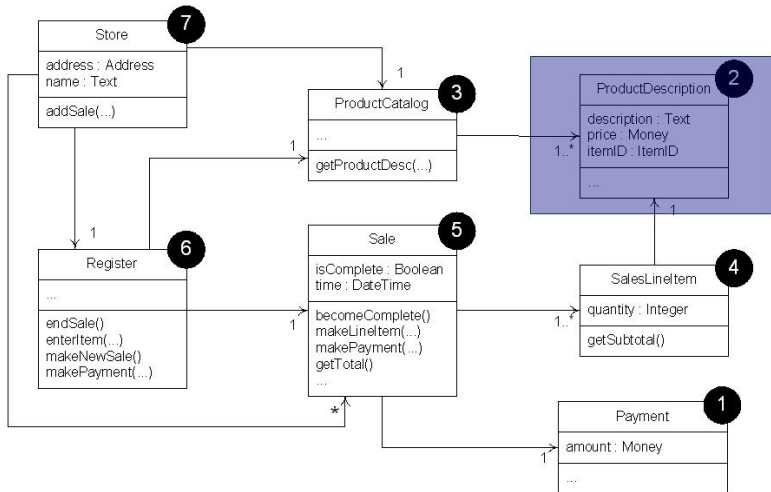 Store
7
address : Address
name : Text
addSale(...)
1
ProductCatalog
3
...
getProductDesc(...)
1
ProductDescription
2
description : Text
price : Money
itemID : ItemID
...
1..*
1
1
Register
6
...
endSale()
enterItem(...)
makeNewSale()
makePayment(...)
1
Sale
5
isComplete : Boolean
time : DateTime
becomeComplete()
makeLineItem(...)
makePayment(...)
getTotal()
...
*
SalesLineItem
4
quantity : Integer
getSubtotal()
1..*
Payment
1
amount : Money
...
1